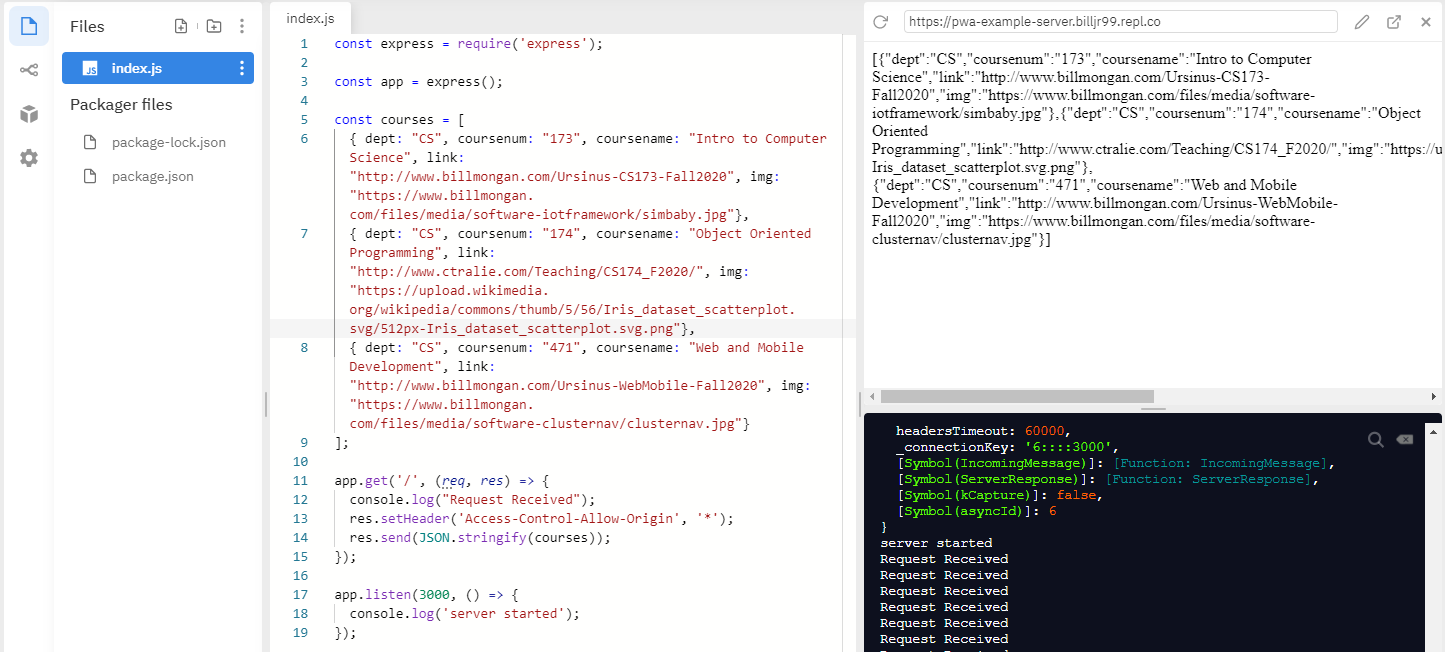 Files
index.js
Packager files
package-lock.json
package.json
index.js
1 const express = require('express');
2
3 const app = express();
4
5 const courses = [
6 { dept: "CS", coursenum: "173", coursename: "Intro to Computer
Science", link:
"http://www.billmongan.com/Ursinus-CS173-Fall2020", img:
"https://www.billmongan.
com/files/media/software-iotframework/simbaby.jpg"},
7 { dept: "CS", coursenum: "174", coursename: "Object Oriented
Programming", link:
"http://www.ctralie.com/Teaching/CS174_F2020/", img:
"https://upload.wikimedia.
org/wikipedia/commons/thumb/5/56/Iris_dataset_scatterplot.
svg/512px-Iris_dataset_scatterplot.svg.png"},
8 { dept: "CS", coursenum: "471", coursename: "Web and Mobile
Development", link:
"http://www.billmongan.com/Ursinus-WebMobile-Fall2020", img:
"https://www.billmongan.
com/files/media/software-clusternav/clusternav.jpg"}
9 ];
10
11 app.get('/', (req, res) => {
12 console.log("Request Received");
13 res.setHeader('Access-Control-Allow-Origin', '*');
14 res.send(JSON.stringify(courses));
15 });
16
17 app.listen(3000, () => {
18 console.log('server started');
19 });
https://pwa-example-server.billjr99.repl.co
[{"dept":"CS","coursenum":"173","coursename":"Intro to Computer
Science","link":"http://www.billmongan.com/Ursinus-CS173-
Fall2020","img":"https://www.billmongan.com/files/media/software-
iotframework/simbaby.jpg"},{"dept":"CS","coursenum":"174","coursename":"Object
Oriented
Programming","link":"http://www.ctralie.com/Teaching/CS174_F2020/","img":"https://u
Iris_dataset_scatterplot.svg.png"},
{"dept":"CS","coursenum":"471","coursename":"Web and Mobile
Development","link":"http://www.billmongan.com/Ursinus-WebMobile-
Fall2020","img":"https://www.billmongan.com/files/media/software-
clusternav/clusternav.jpg"}]
headersTimeout: 60000,
_connectionKey: '6::::3000',
[Symbol(IncomingMessage)]: [Function: IncomingMessage],
[Symbol(ServerResponse)]: [Function: ServerResponse],
[Symbol(kCapture)]: false,
[Symbol(asyncId)]: 6
}
server started
Request Received
Request Received
Request Received
Request Received
Request Received
Request Received